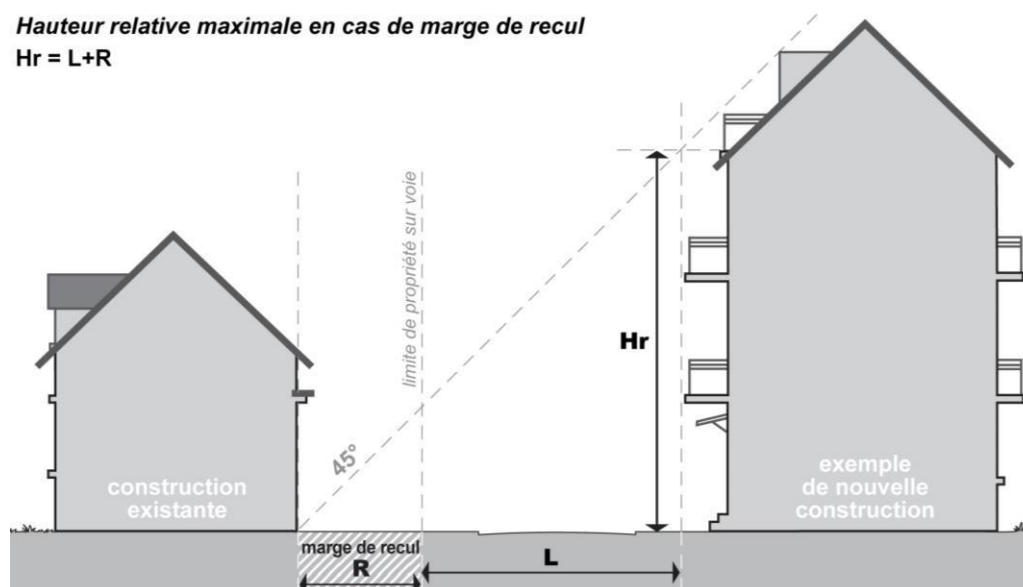 Hauteur relative maximale en cas de marge de recul
Hr = L+R
limite de propriété sur voie
Hr
45°
construction
existante
exemple
de nouvelle
construction
marge de recul
R
L